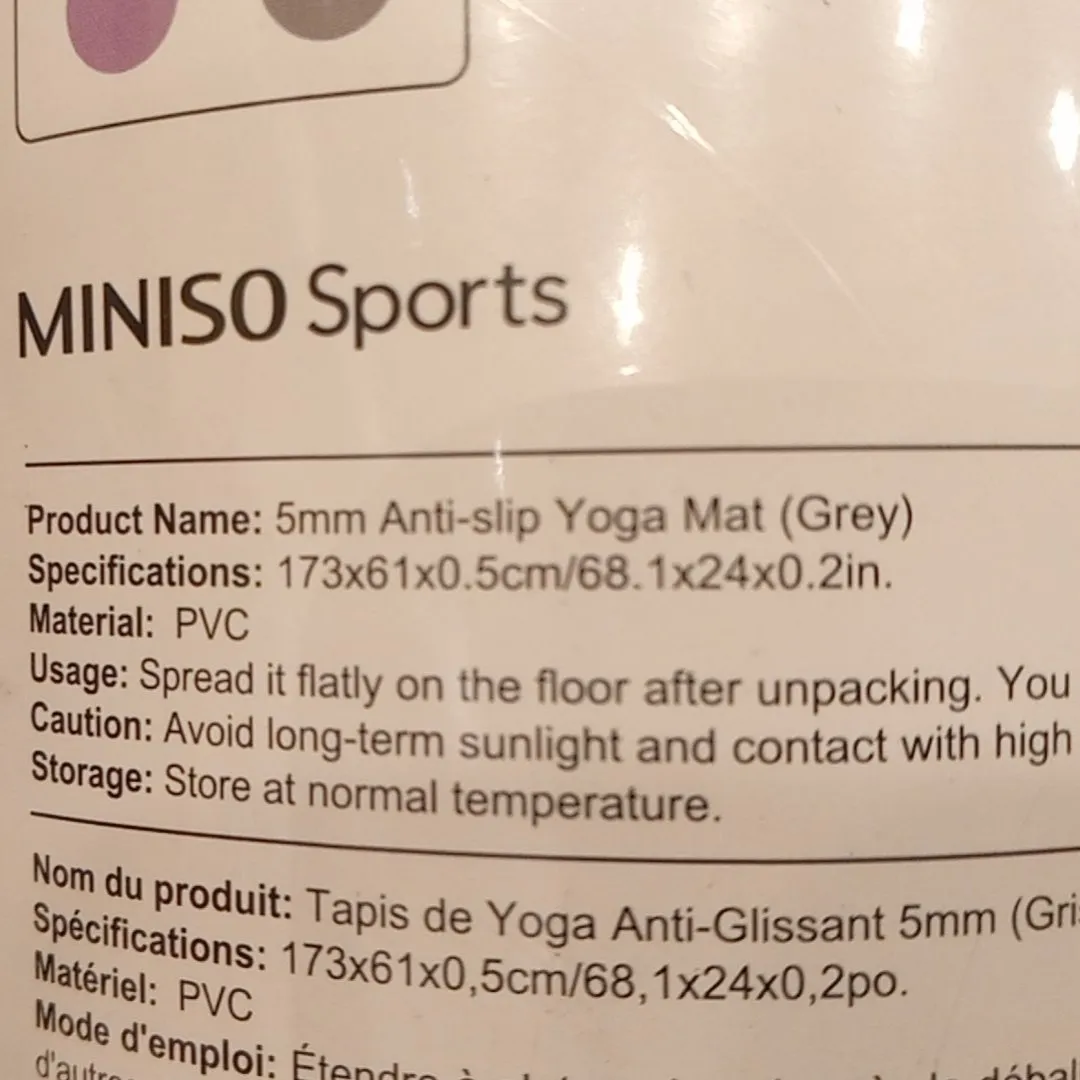 MINISO Sports
Product Name: 5mm Anti-slip Yoga Mat (Grey)
Specifications: 173x61x0.5cm/68.1x24x0.2in.
Material: PVC
Usage: Spread it flatly on the floor after unpacking. You
Caution: Avoid long-term sunlight and contact with high
Storage: Store at normal temperature.
Nom du produit: Tapis de Yoga Anti-Glissant 5mm (Gri
Spécifications: 173x61x0,5cm/68,1x24x0,2po.
Matériel: PVC
Mode d'emploi: Étendre